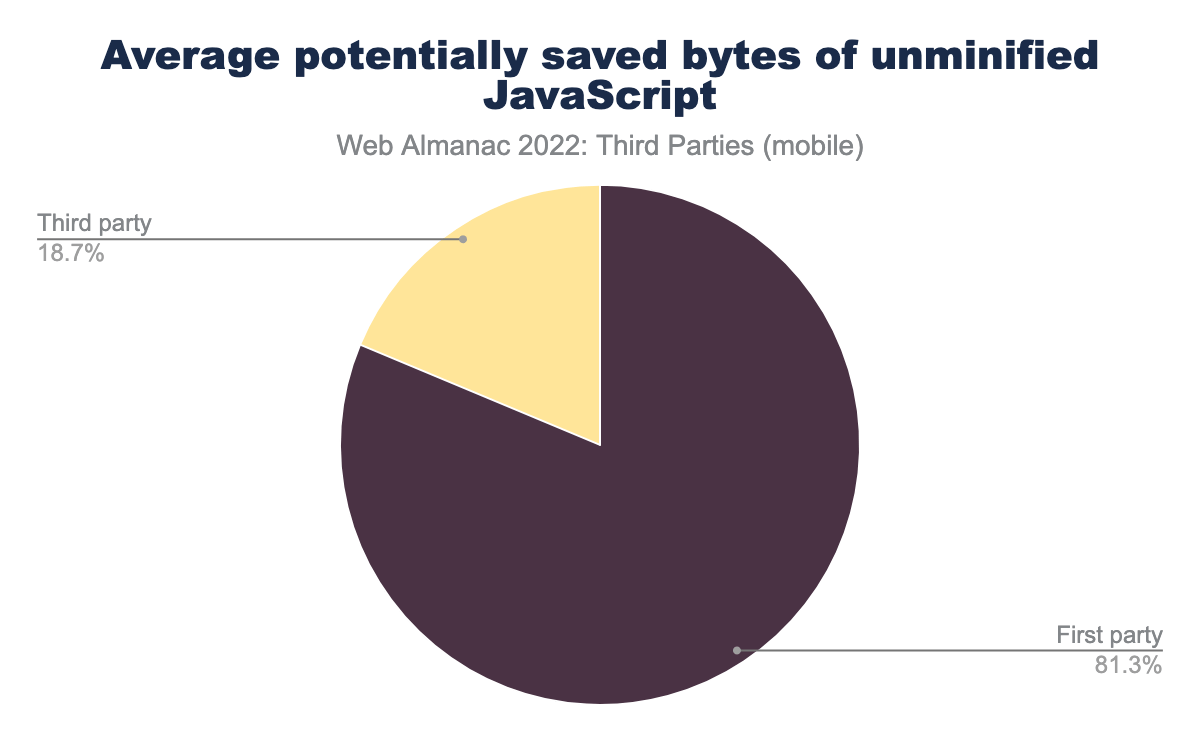 Average potentially saved bytes of unminified
JavaScript
Web Almanac 2022: Third Parties (mobile)
Third party
18.7%
First party
81.3%